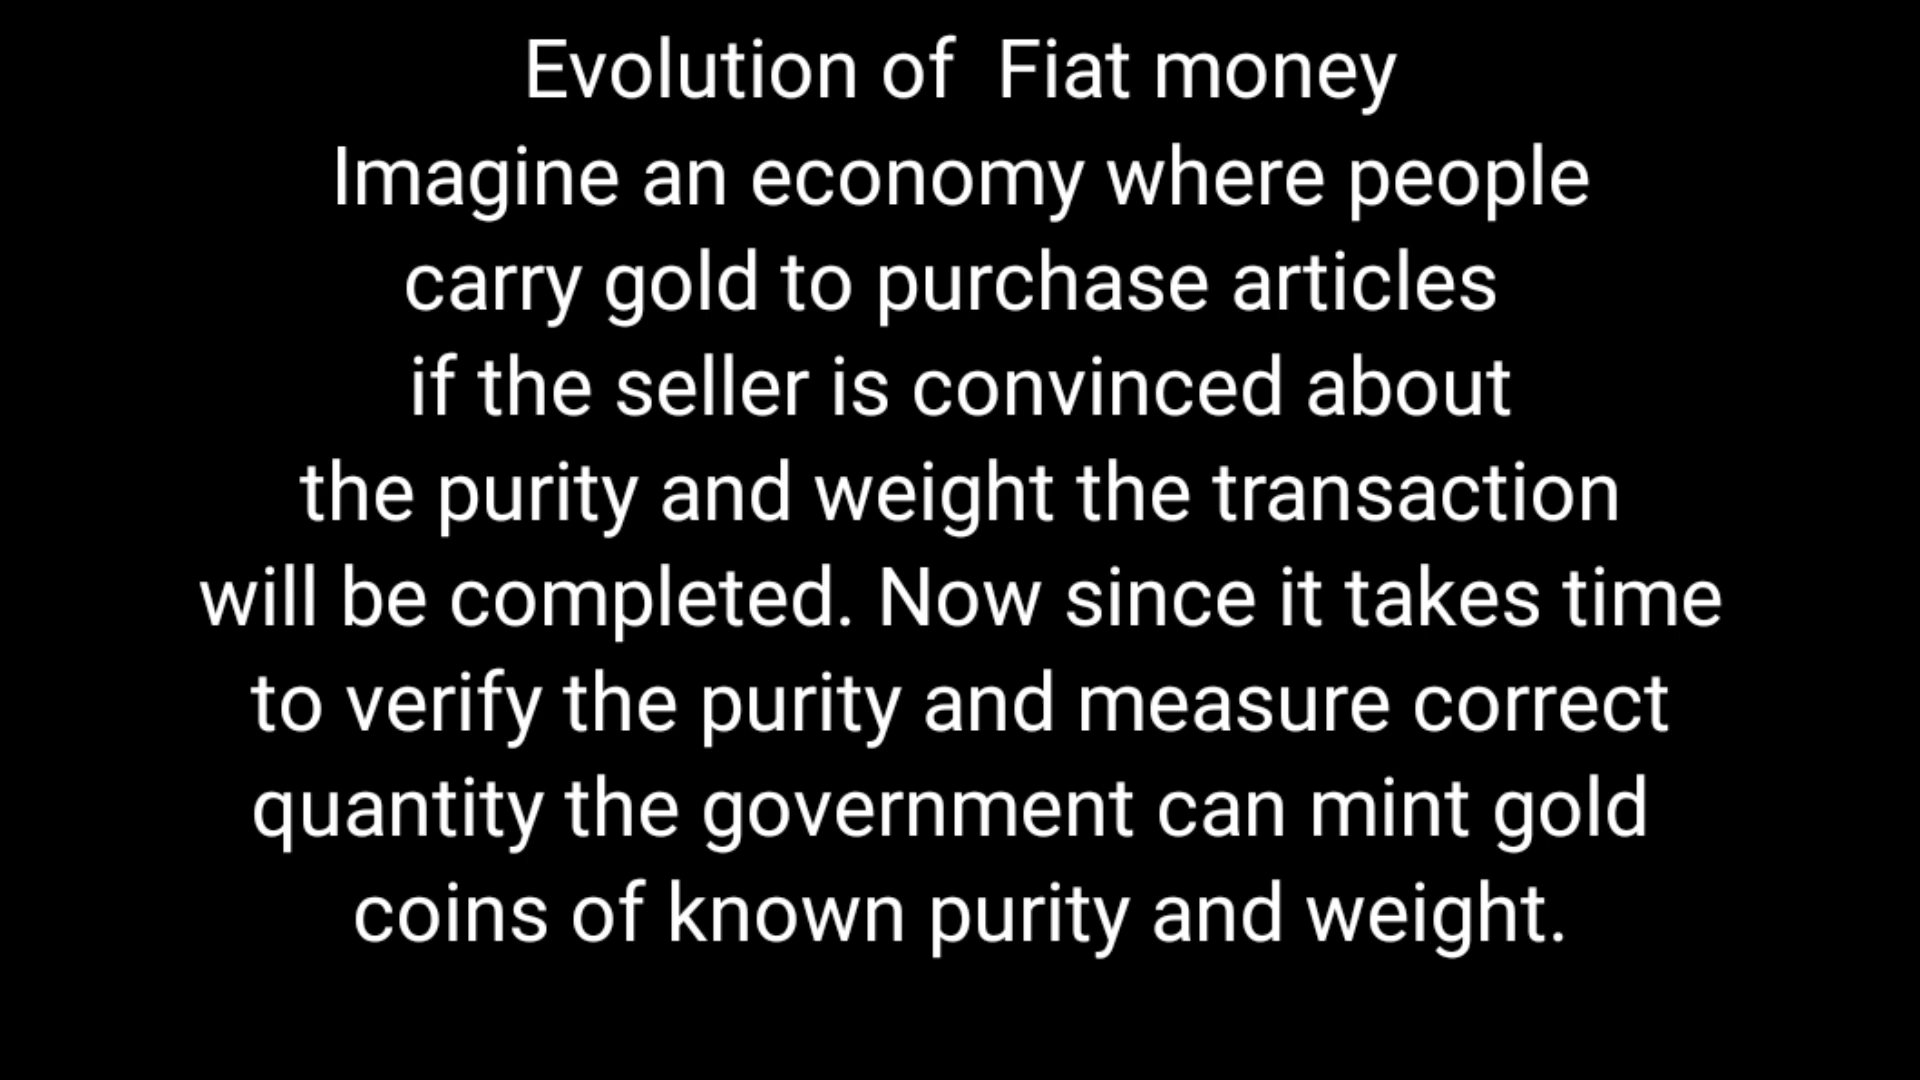 Evolution of  Fiat money
Imagine an economy where people
carry gold to purchase articles
if the seller is convinced about
the purity and weight the transaction
will be completed. Now since it takes time
to verify the purity and measure correct
quantity the government can mint gold
coins of known purity and weight.